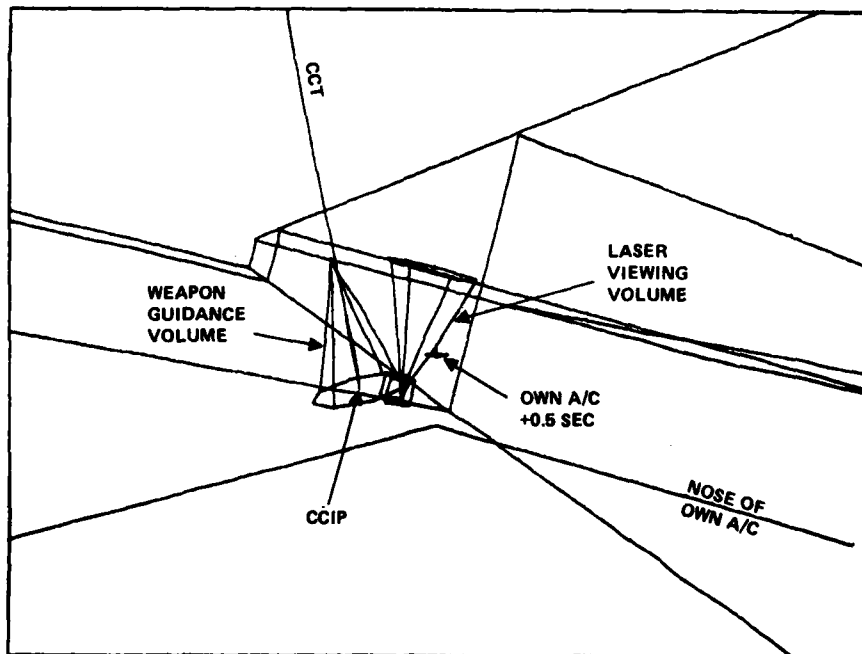 CCT
LASER
VIEWING
VOLUME
WEAPON
GUIDANCE
VOLUME
OWN A/C
+0.5 SEC
NOSE OF
OWN A/C
CCIP